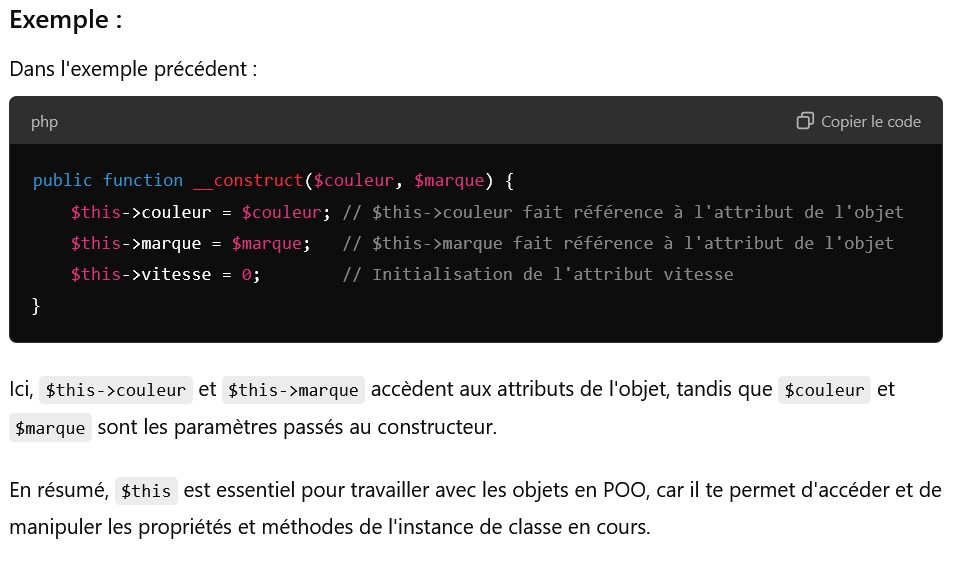 Exemple :
Dans l'exemple précédent :
php
Copier le code
public function __construct($couleur, $marque) {
    $this->couleur = $couleur; // $this->couleur fait référence à l'attribut de l'objet
    $this->marque = $marque;   // $this->marque fait référence à l'attribut de l'objet
    $this->vitesse = 0;        // Initialisation de l'attribut vitesse
}
Ici, $this->couleur et $this->marque accèdent aux attributs de l'objet, tandis que $couleur et
$marque sont les paramètres passés au constructeur.
En résumé, $this est essentiel pour travailler avec les objets en POO, car il te permet d'accéder et de
manipuler les propriétés et méthodes de l'instance de classe en cours.